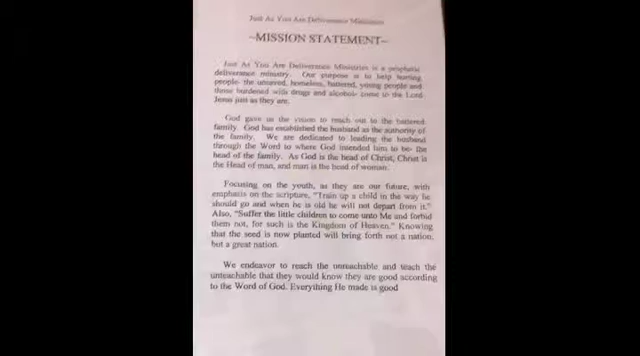 Just As You Are Deliverance Ministries
~MISSION STATEMENT~
Just As You Are Deliverance Ministries is a prophetic
deliverance ministry. Our purpose is to help hurting
people- the unsaved, homeless, battered, young people and
those burdened with drugs and alcohol- come to the Lord
Jesus just as they are.
God gave us the vision to reach out to the battered
family. God has established the husband as the authority of
the family. We are dedicated to leading the husband
through the Word to where God intended him to be- the
head of the family. As God is the head of Christ, Christ is
the Head of man, and man is the head of woman.
Focusing on the youth, as they are our future, with
emphasis on the scripture, "Train up a child in the way he
should go and when he is old he will not depart from it."
Also, "Suffer the little children to come unto Me and forbid
them not, for such is the Kingdom of Heaven." Knowing
that the seed is now planted will bring forth not a nation,
but a great nation.
We endeavor to reach the unreachable and teach the
unteachable that they would know they are good according
to the Word of God. Everything He made is good